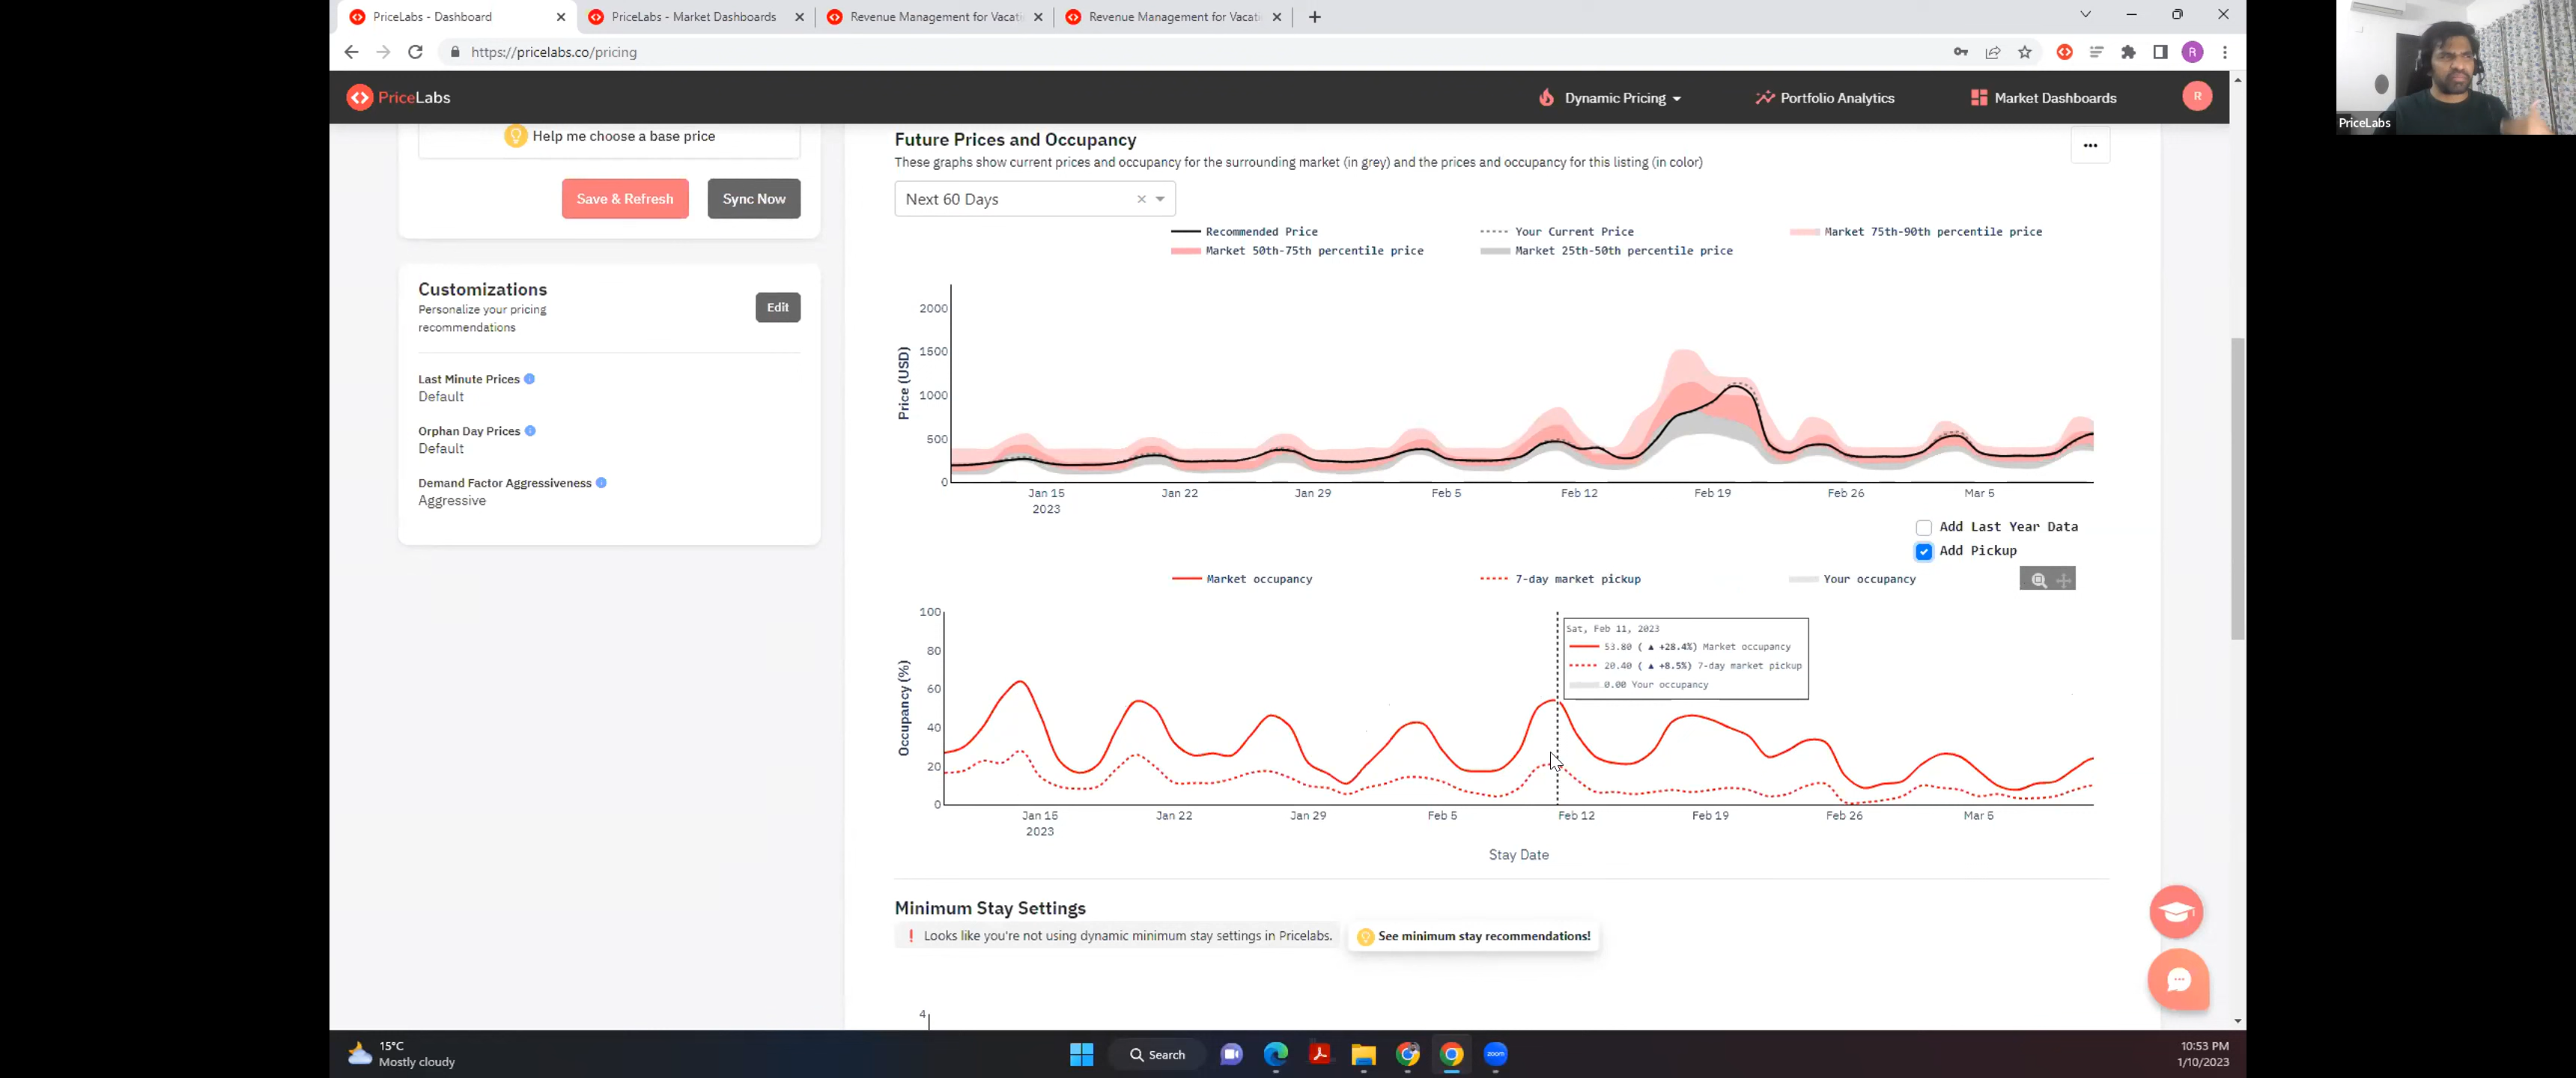 PriceLabs - Dashboard
PriceLabs - Market Dashboards
Revenue Management for Vacati
Revenue Management for Vacati
https://pricelabs.co/pricing
R
PriceLabs
PriceLabs
Dynamic Pricing
Portfolio Analytics
Market Dashboards
R
Help me choose a base price
Save & Refresh
Sync Now
Customizations
Personalize your pricing
recommendations
Edit
Last Minute Prices
Default
Orphan Day Prices
Default
Demand Factor Aggressiveness
Aggressive
Future Prices and Occupancy
These graphs show current prices and occupancy for the surrounding market (in grey) and the prices and occupancy for this listing (in color)
Next 60 Days
Recommended Price
Your Current Price
Market 75th-90th percentile price
Market 50th-75th percentile price
Market 25th-50th percentile price
Price (USD)
2000
1500
1000
500
0
Jan 15
2023
Jan 22
Jan 29
Feb 5
Feb 12
Feb 19
Feb 26
Mar 5
Add Last Year Data
Add Pickup
Market occupancy
7-day market pickup
Your occupancy
Occupancy (%)
100
80
60
40
20
0
Sat, Feb 11, 2023
53.80 ( ▲ +28.4%) Market occupancy
20.40 ( ▲ +8.5%) 7-day market pickup
0.00 Your occupancy
Jan 15
2023
Jan 22
Jan 29
Feb 5
Feb 12
Feb 19
Feb 26
Mar 5
Stay Date
Minimum Stay Settings
Looks like you're not using dynamic minimum stay settings in Pricelabs.
See minimum stay recommendations!
4
15°C
Mostly cloudy
Search
zoom
10:53 PM
1/10/2023